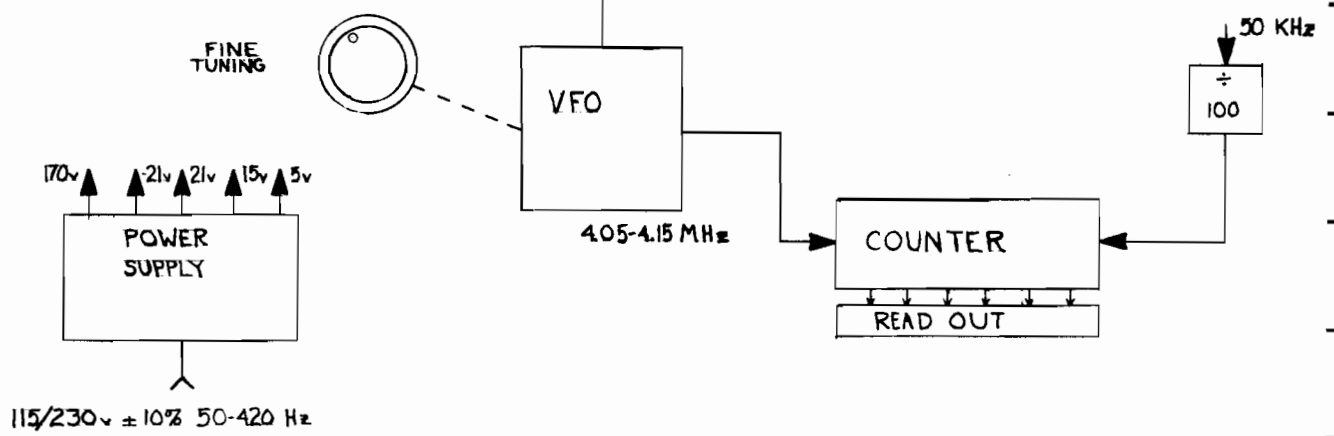 50 KHz
FINE
TUNING
VFO
÷
100
170v -21v 21v 15v 5v
4.05-4.15 MHz
POWER
SUPPLY
COUNTER
READ OUT
115/230v ±10% 50-420 Hz